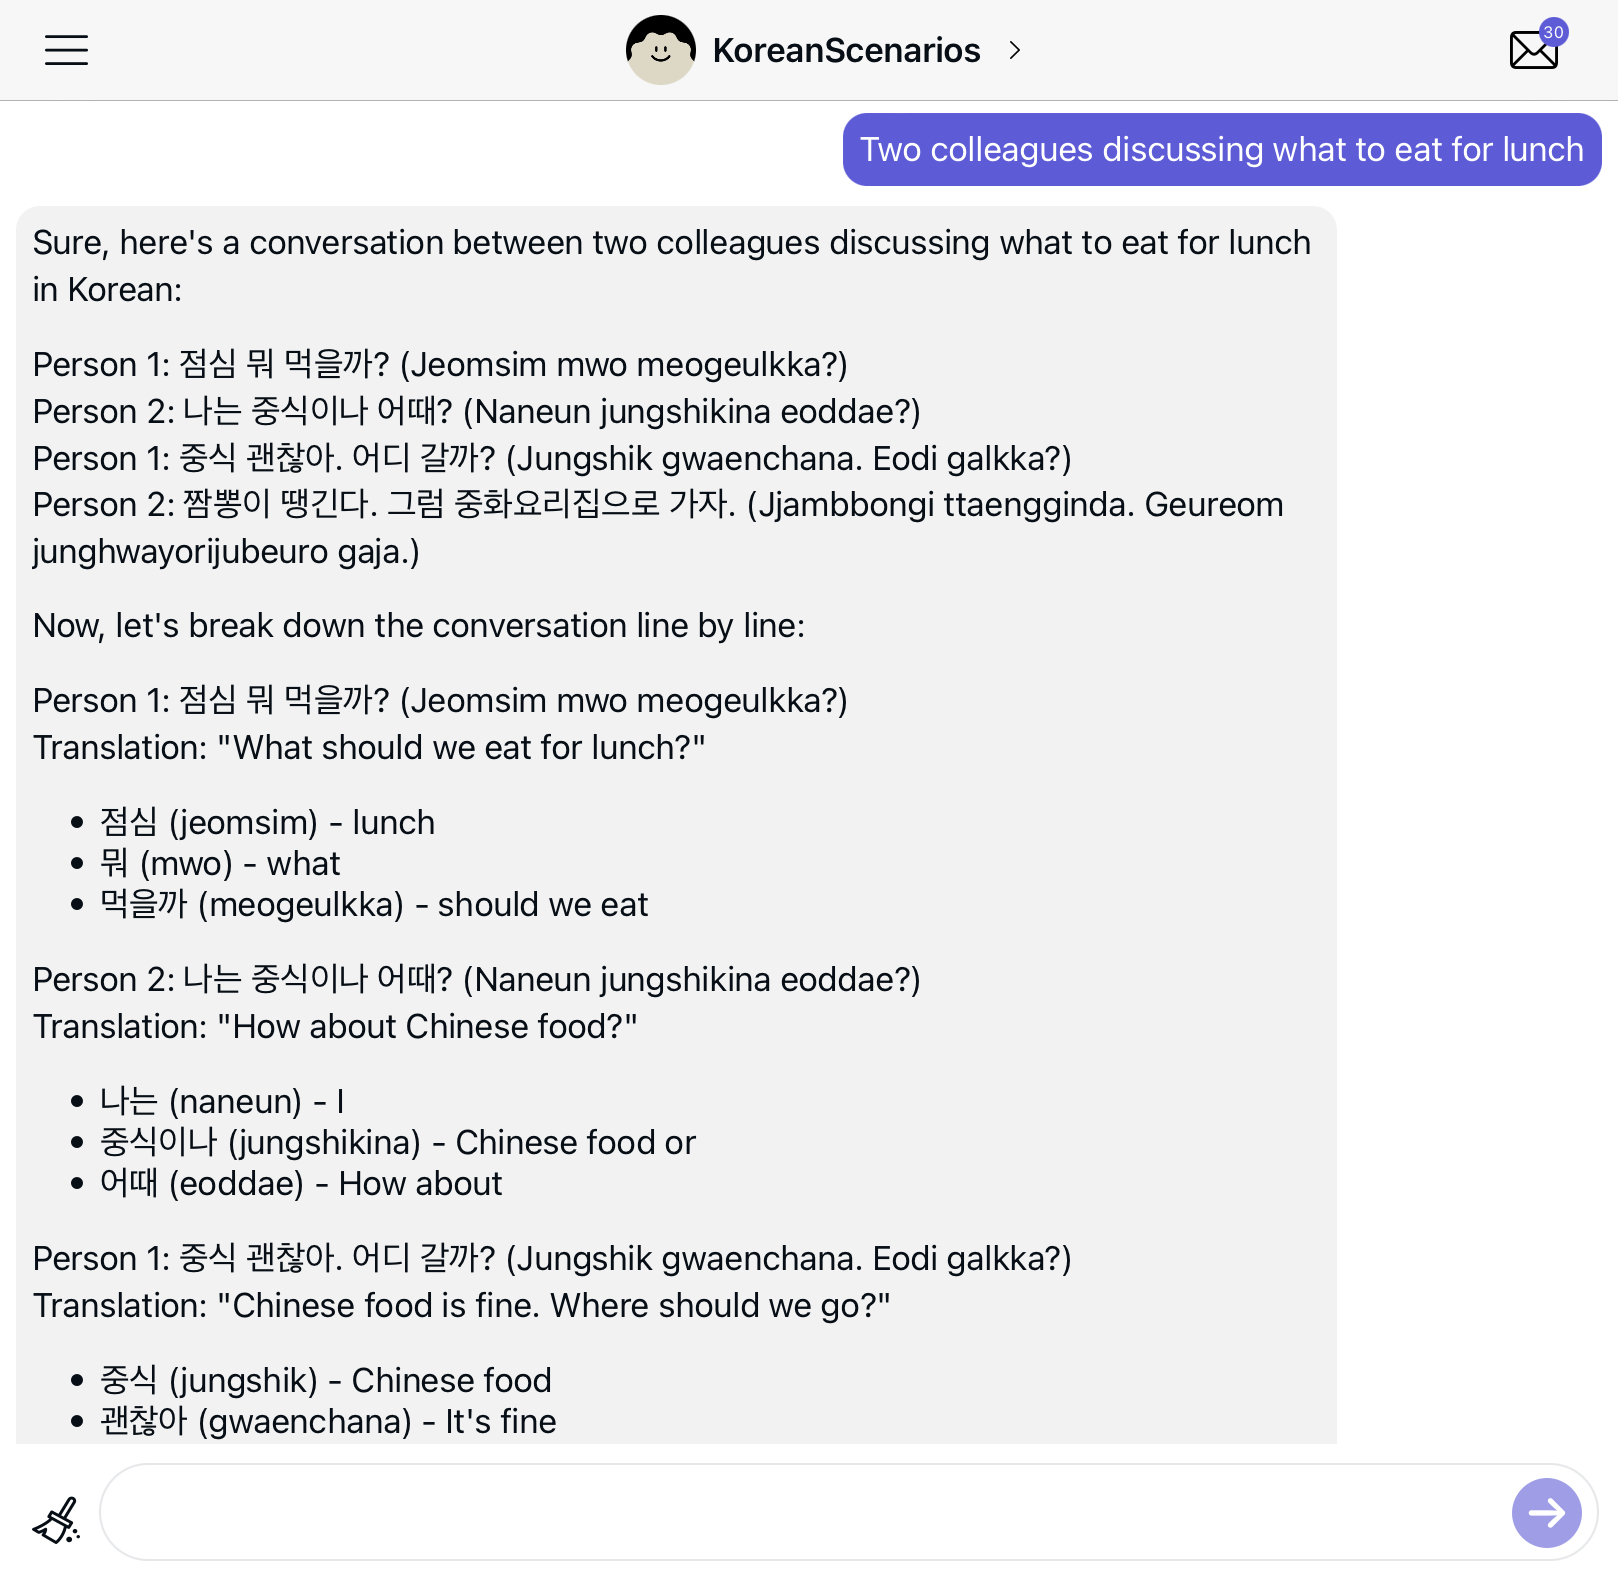 KoreanScenarios
30
Two colleagues discussing what to eat for lunch
Sure, here's a conversation between two colleagues discussing what to eat for lunch
in Korean:
Person 1: 점심 뭐 먹을까? (Jeomsim mwo meogeulkka?)
Person 2: 나는 중식이나 어때? (Naneun jungshikina eoddae?)
Person 1: 중식 괜찮아. 어디 갈까? (Jungshik gwaenchana. Eodi galkka?)
Person 2: 짬뽕이 땡긴다. 그럼 중화요리집으로 가자. (Jjambbongi ttaengginda. Geureom
junghwayorijubeuro gaja.)
Now, let's break down the conversation line by line:
Person 1: 점심 뭐 먹을까? (Jeomsim mwo meogeulkka?)
Translation: "What should we eat for lunch?"
• 점심 (jeomsim) - lunch
• 뭐 (mwo) - what
• 먹을까 (meogeulkka) - should we eat
Person 2: 나는 중식이나 어때? (Naneun jungshikina eoddae?)
Translation: "How about Chinese food?"
• 나는 (naneun) - I
• 중식이나 (jungshikina) - Chinese food or
• 어때 (eoddae) - How about
Person 1: 중식 괜찮아. 어디 갈까? (Jungshik gwaenchana. Eodi galkka?)
Translation: "Chinese food is fine. Where should we go?"
• 중식 (jungshik) - Chinese food
• 괜찮아 (gwaenchana) - It's fine